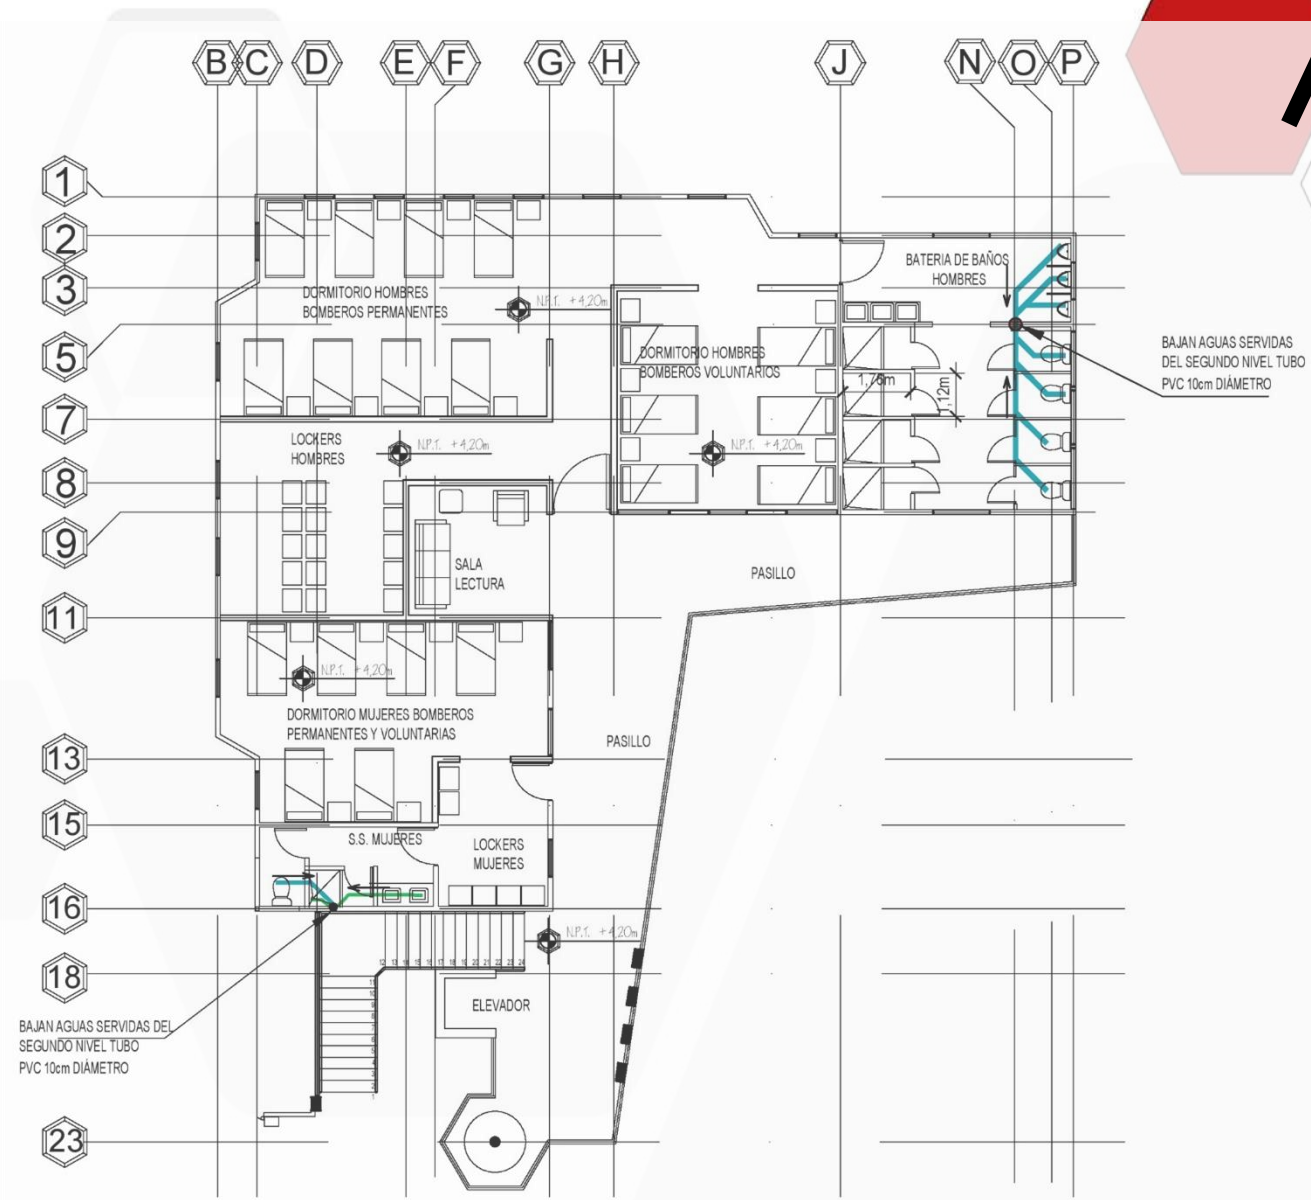 B C D E F G H J N O P
1
2
3
5
7
8
9
11
13
15
16
18
23
BATERIA DE BAÑOS
HOMBRES
DORMITORIO HOMBRES
BOMBEROS PERMANENTES
N.P.T. +4,20m
BAJAN AGUAS SERVIDAS
DEL SEGUNDO NIVEL TUBO
PVC 10cm DIÁMETRO
DORMITORIO HOMBRES
BOMBEROS VOLUNTARIOS
1,76m
1,12m
LOCKERS
HOMBRES
N.P.T. +4,20m
N.P.T. +4,20m
SALA
LECTURA
PASILLO
N.P.T. +4,20m
DORMITORIO MUJERES BOMBEROS
PERMANENTES Y VOLUNTARIAS
PASILLO
S.S. MUJERES
LOCKERS
MUJERES
N.P.T. +4,20m
ELEVADOR
BAJAN AGUAS SERVIDAS DEL
SEGUNDO NIVEL TUBO
PVC 10cm DIÁMETRO